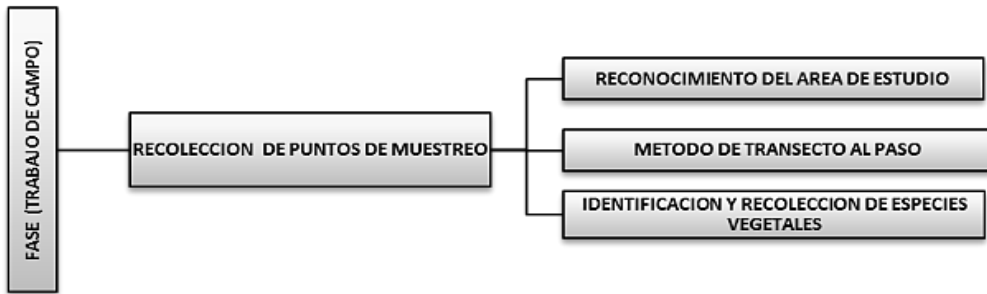 FASE (TRABAJO DE CAMPO)
RECOLECCION DE PUNTOS DE MUESTREO
RECONOCIMIENTO DEL AREA DE ESTUDIO
METODO DE TRANSECTO AL PASO
IDENTIFICACION Y RECOLECCION DE ESPECIES
VEGETALES